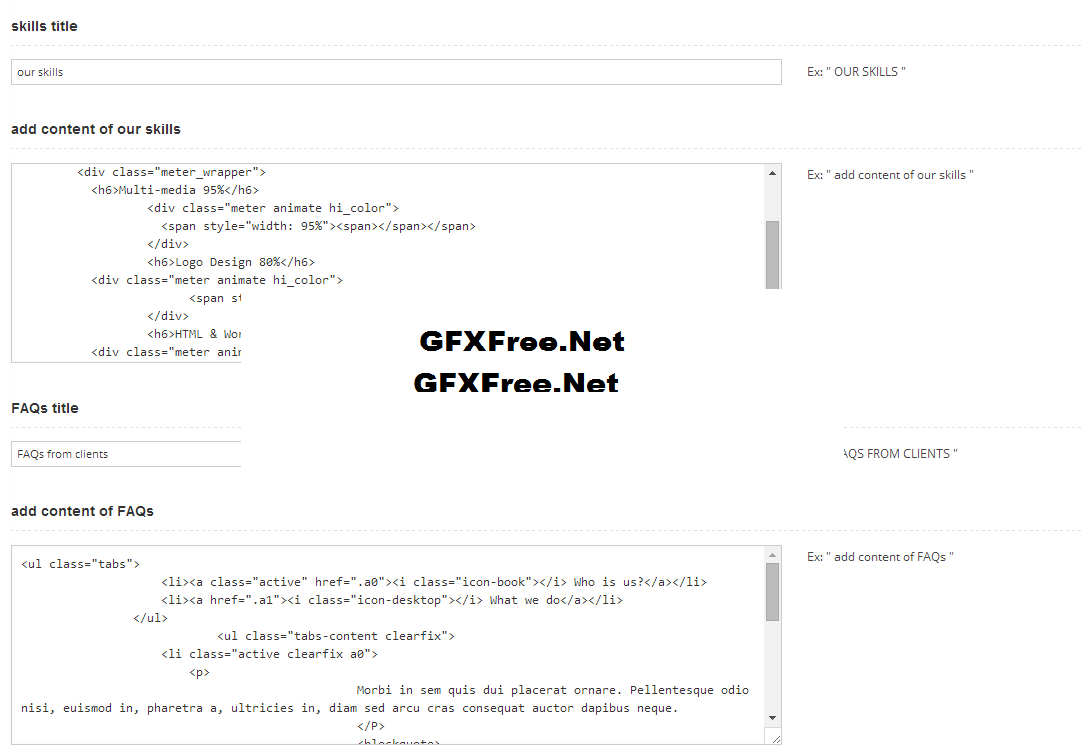 skills title
our skills
Ex: " OUR SKILLS "
add content of our skills
Ex: " add content of our skills "
<div class="meter_wrapper">
<h6>Multi-media 95%</h6>
<div class="meter animate hi_color">
<span style="width: 95%"><span></span></span>
</div>
<h6>Logo Design 80%</h6>
<div class="meter animate hi_color">
<span st
</div>
<h6>HTML & Wor
<div class="meter anim
GFXFree.Net
GFXFree.Net
FAQs title
FAQs from clients
AQS FROM CLIENTS "
add content of FAQs
Ex: " add content of FAQs "
<ul class="tabs">
<li><a class="active" href=".a0"><i class="icon-book"></i> Who is us?</a></li>
<li><a href=".a1"><i class="icon-desktop"></i> What we do</a></li>
</ul>
<ul class="tabs-content clearfix">
<li class="active clearfix a0">
<p>
Morbi in sem quis dui placerat ornare. Pellentesque odio
nisi, euismod in, pharetra a, ultricies in, diam sed arcu cras consequat auctor dapibus neque.
</P>
<blockquote>